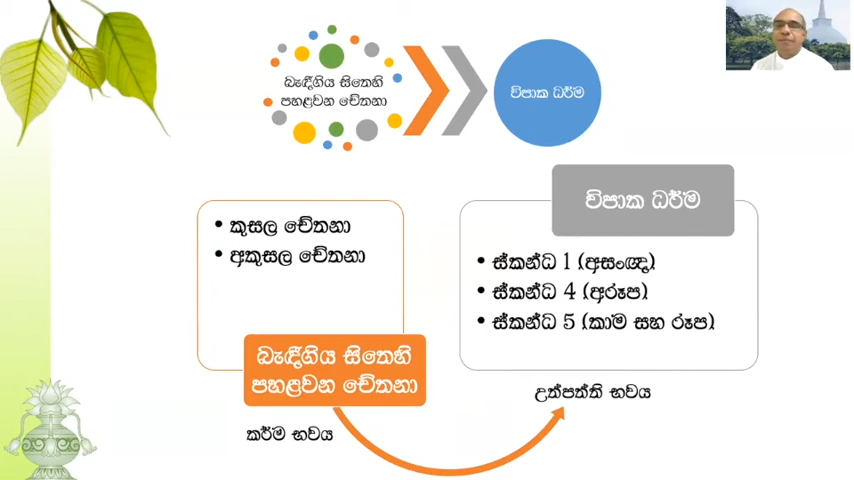 බැඳීගිය සිතෙහි
පහළවන චේතනා
විපාක ධර්ම
විපාක ධර්ම
• කුසල චේතනා
• අකුසල චේතනා
• ස්කන්ධ 1 (අසංඥ)
• ස්කන්ධ 4 (අරූප)
• ස්කන්ධ 5 (කාම සහ රූප)
බැඳීගිය සිතෙහි
පහළවන චේතනා
උත්පත්ති භවය
කර්ම භවය